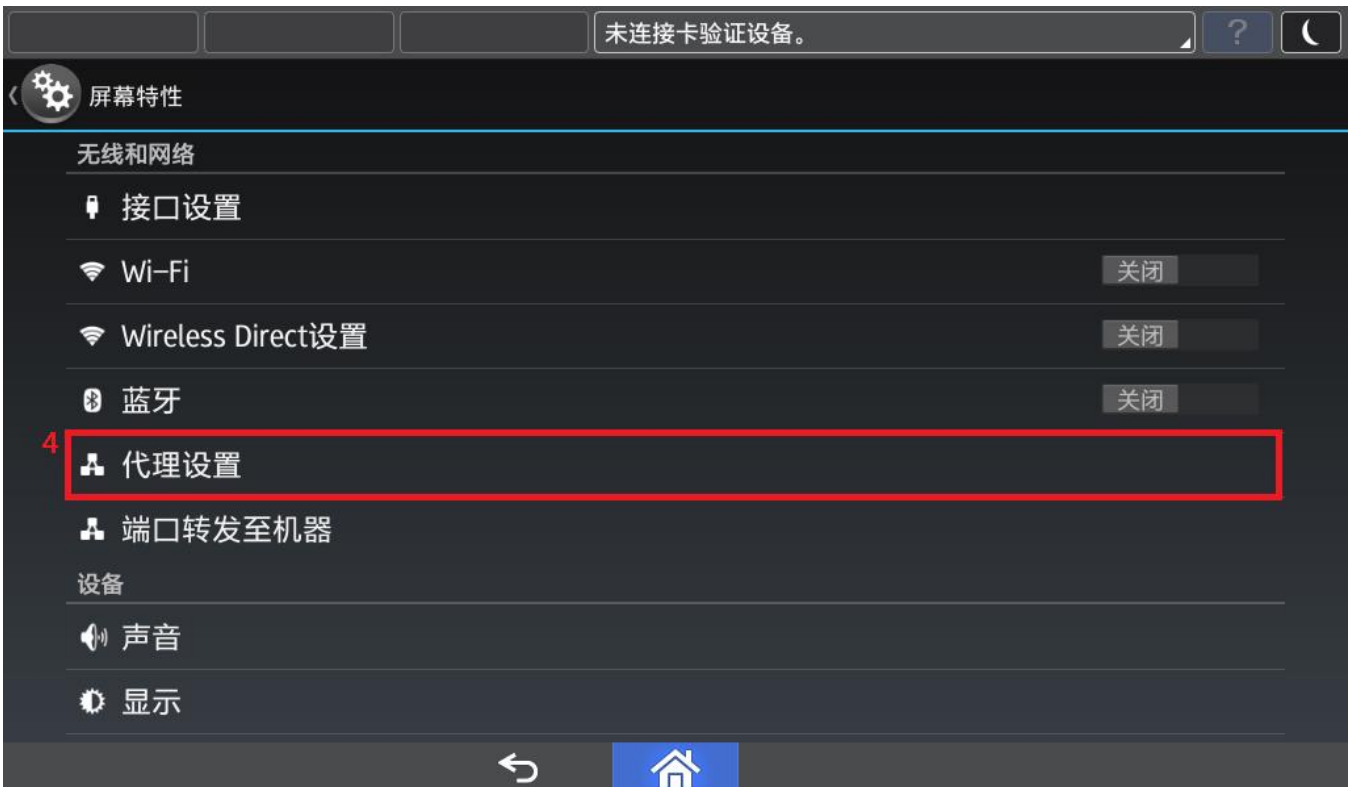 未连接卡验证设备。
?
屏幕特性
无线和网络
接口设置
Wi-Fi 关闭
Wireless Direct设置 关闭
蓝牙 关闭
4 代理设置
端口转发至机器
设备
声音
显示